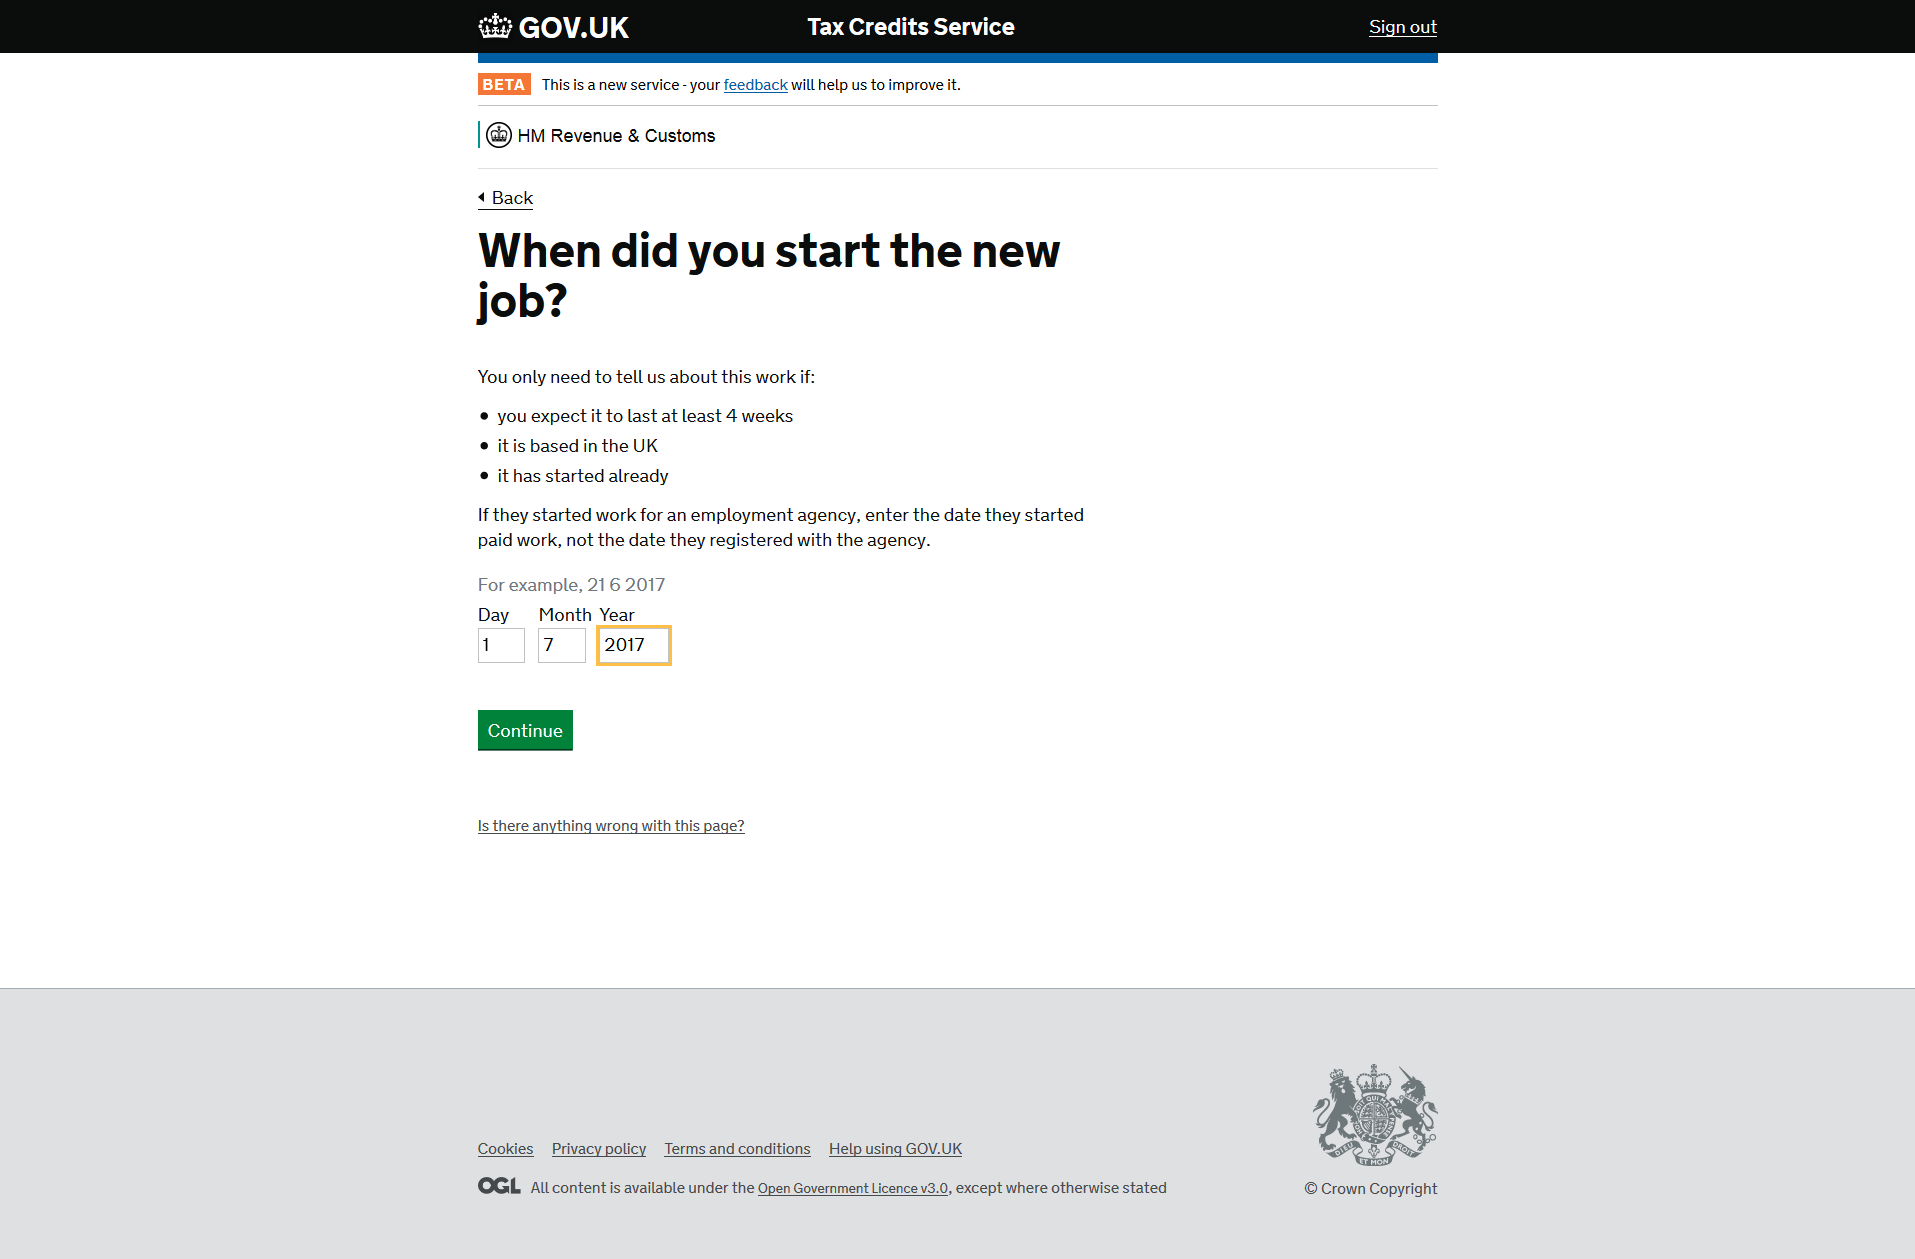 GOV.UK Tax Credits Service Sign out
BETA This is a new service - your feedback will help us to improve it.
HM Revenue & Customs
Back
When did you start the new
job?
You only need to tell us about this work if:
• you expect it to last at least 4 weeks
• it is based in the UK
• it has started already
If they started work for an employment agency, enter the date they started
paid work, not the date they registered with the agency.
For example, 21 6 2017
Day Month Year
1 7 2017
Continue
Is there anything wrong with this page?
Cookies Privacy policy Terms and conditions Help using GOV.UK
OGL All content is available under the Open Government Licence v3.0, except where otherwise stated
© Crown Copyright